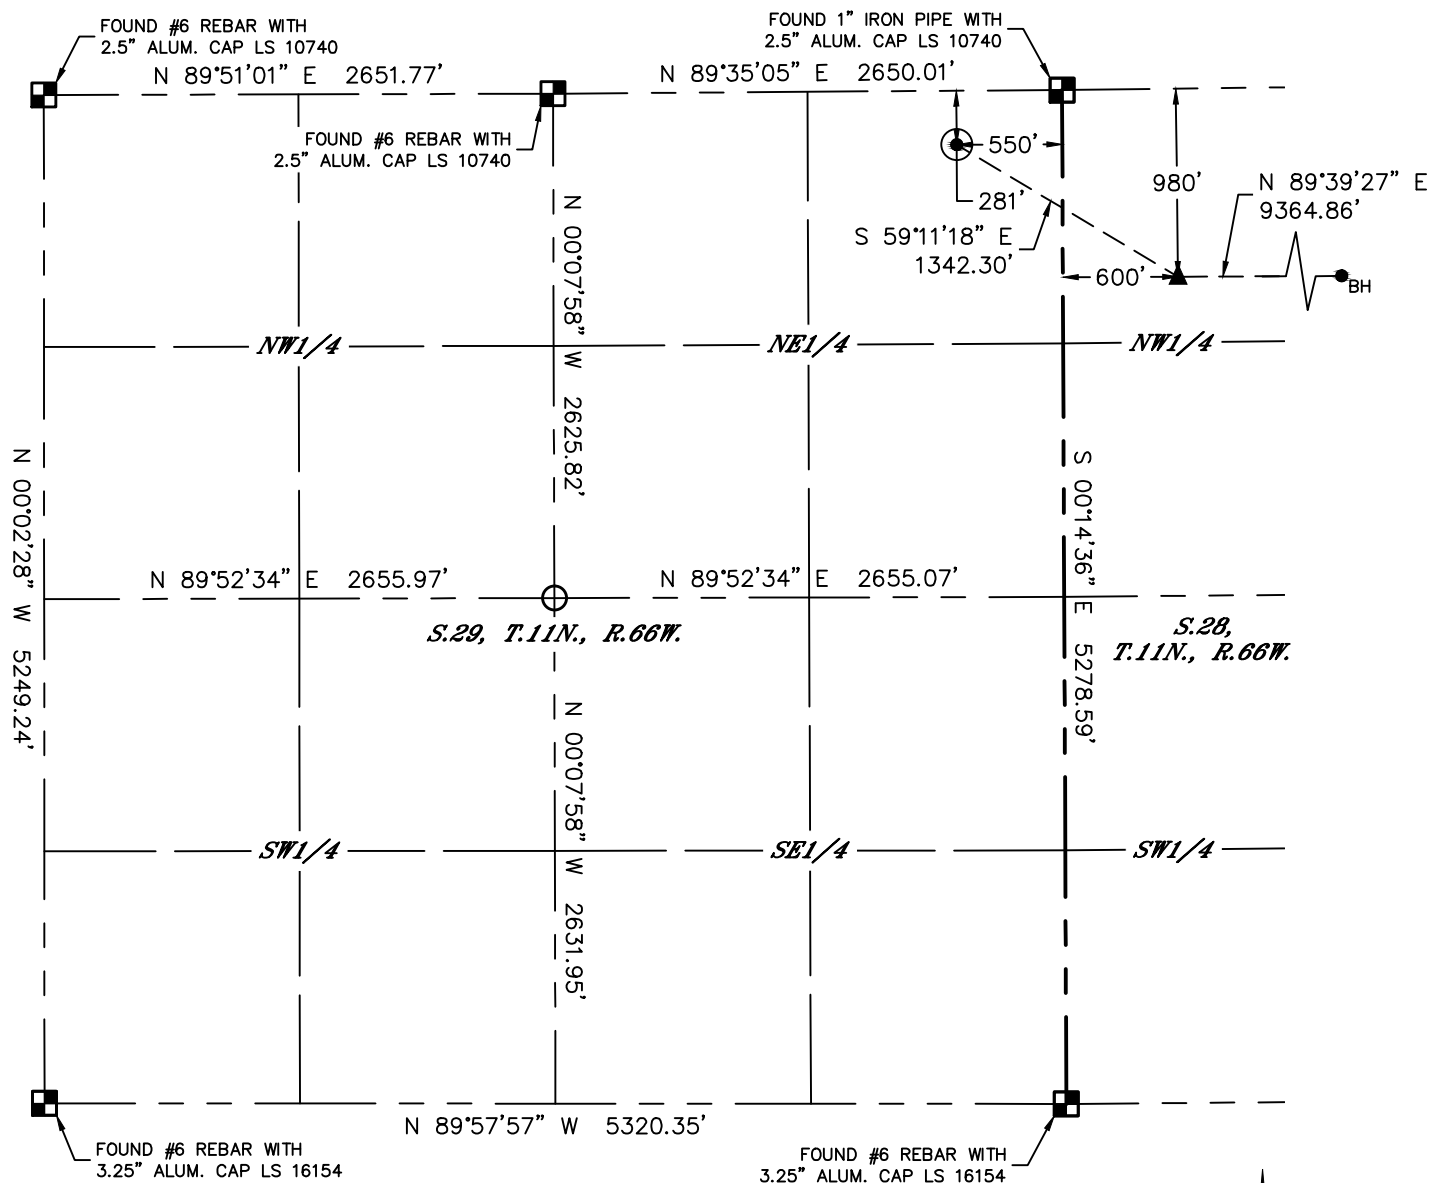 FOUND #6 REBAR WITH
2.5” ALUM. CAP LS 10740
FOUND 1” IRON PIPE WITH
2.5” ALUM. CAP LS 10740
N 89°51’01” E 2651.77’
N 89°35’05” E 2650.01’
FOUND #6 REBAR WITH
2.5” ALUM. CAP LS 10740
550’
980’
N 89°39’27” E
9364.86’
281’
S 59°11’18” E
1342.30’
600’
BH
N 00°07’58” W 2625.82’
NW1/4
NE1/4
NW1/4
N 00°02’28” W 5249.24’
S 00°14’36” E 5278.59’
N 89°52’34” E 2655.97’
N 89°52’34” E 2655.07’
S.29, T.11N., R.66W.
S.28,
T.11N., R.66W.
N 00°07’58” W 2631.95’
SW1/4
SE1/4
SW1/4
N 89°57’57” W 5320.35’
FOUND #6 REBAR WITH
3.25” ALUM. CAP LS 16154
FOUND #6 REBAR WITH
3.25” ALUM. CAP LS 16154